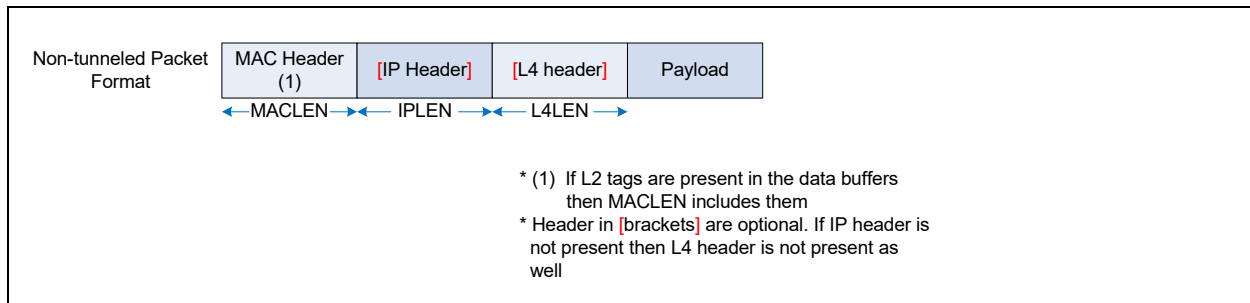 Non-tunneled Packet
Format
MAC Header
(1)
[IP Header]
[L4 header]
Payload
MACLEN
IPLEN
L4LEN
* (1) If L2 tags are present in the data buffers
then MACLEN includes them
* Header in [brackets] are optional. If IP header is
not present then L4 header is not present as
well